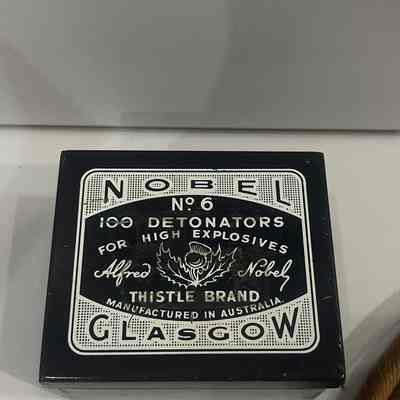 NOBEL
No 6
100 DETONATORS
FOR HIGH EXPLOSIVES
Alfred Nobel
THISTLE BRAND
MANUFACTURED IN AUSTRALIA.
GLASGOW